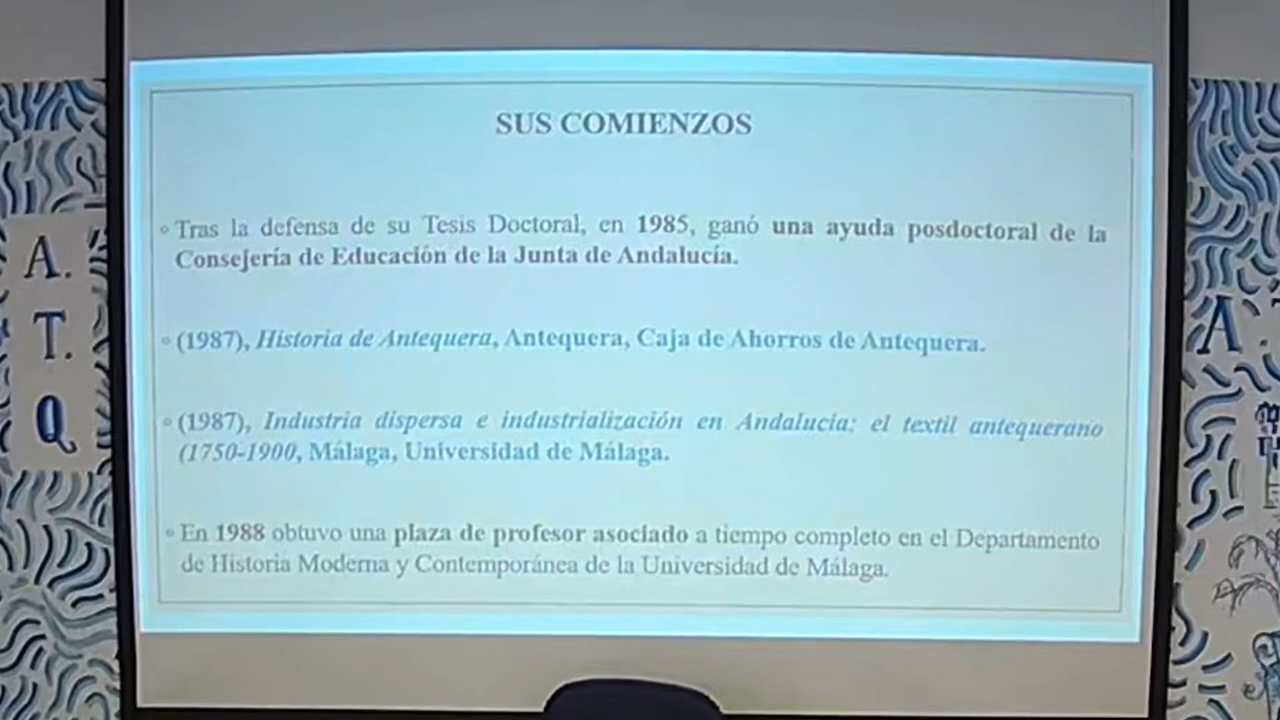 SUS COMIENZOS
Tras la defensa de su Tesis Doctoral, en 1985, ganó una ayuda posdoctoral de la
Consejería de Educación de la Junta de Andalucía.
(1987), Historia de Antequera, Antequera, Caja de Ahorros de Antequera.
(1987), Industria dispersa e industrialización en Andalucía: el textil antequerano
(1750-1900, Málaga, Universidad de Málaga.
En 1988 obtuvo una plaza de profesor asociado a tiempo completo en el Departamento
de Historia Moderna y Contemporánea de la Universidad de Málaga.
A.
T.
Q
A.